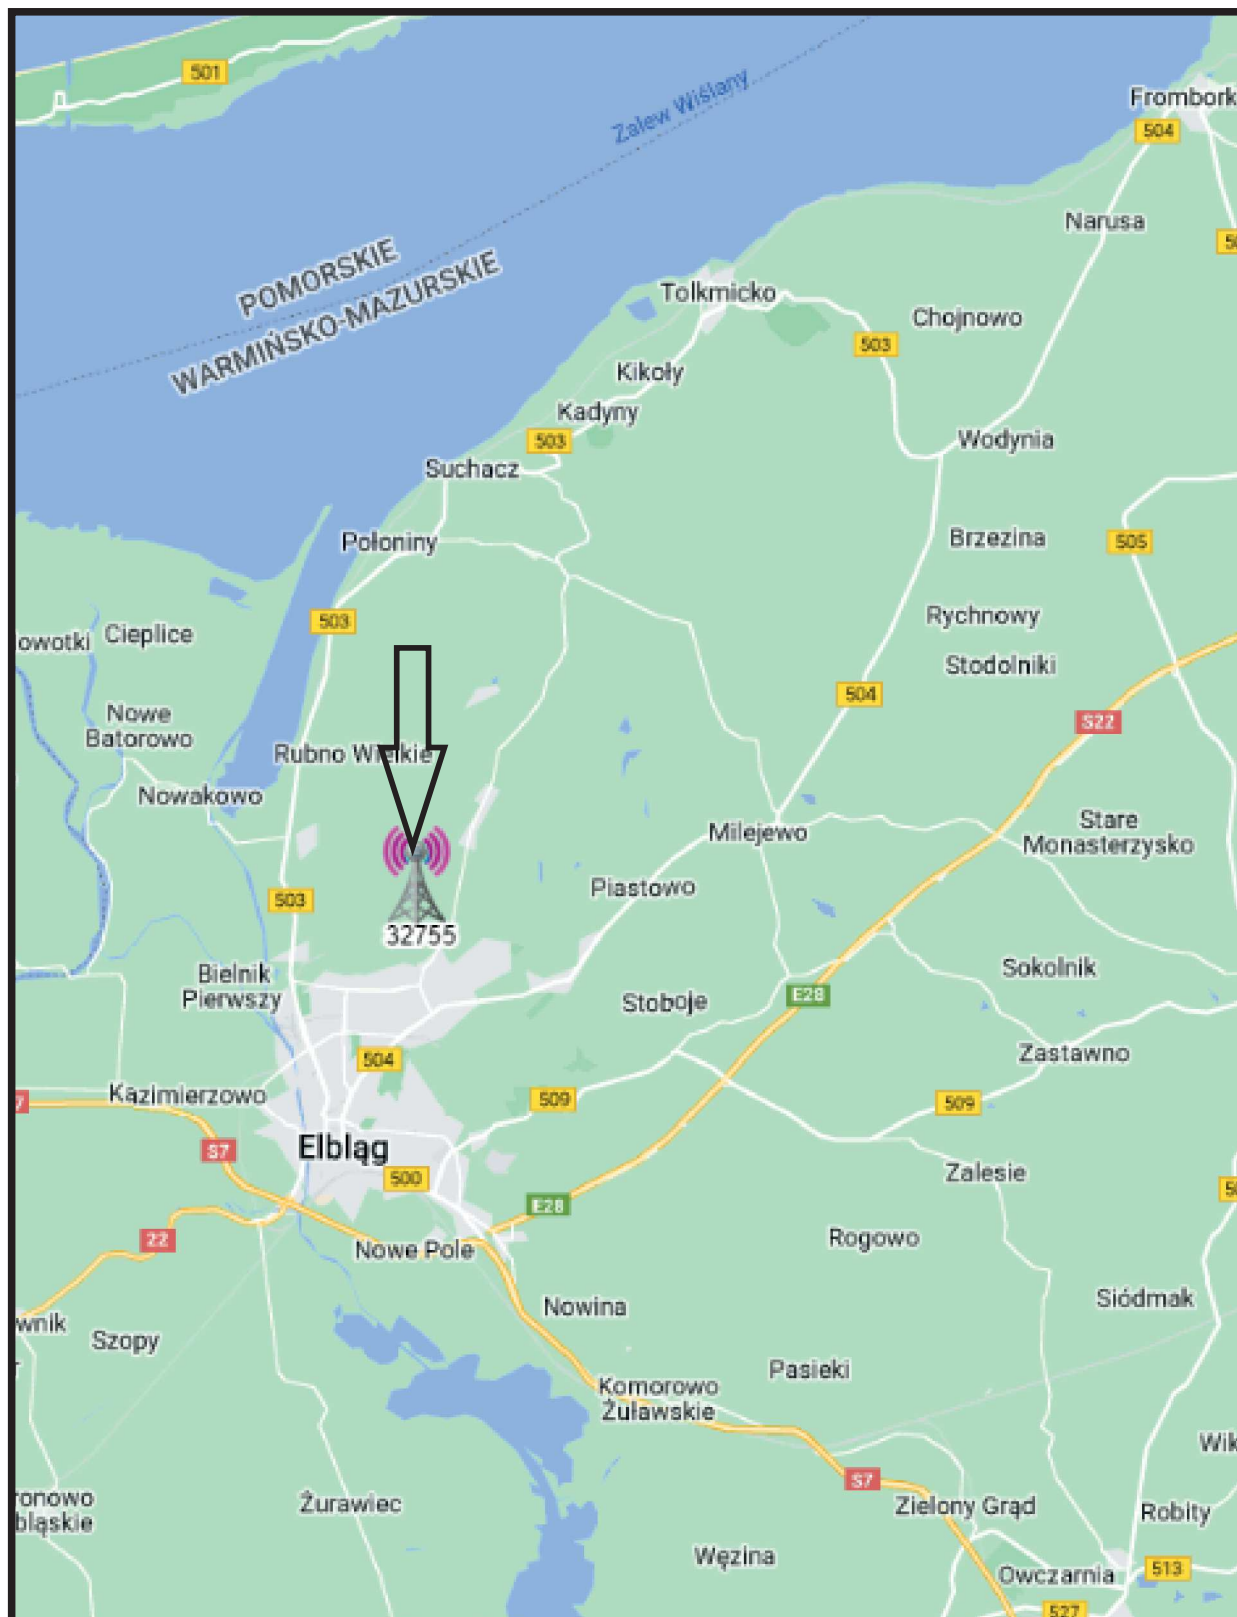 501
Zalew Wiślany
Frombork
504
Narusa
POMORSKIE
WARMIŃSKO-MAZURSKIE
Tolkmicko
Chojnowo
503
Kikoły
Kadyny
503
Wodynia
Suchacz
Połoniny
Brzezina
505
503
Rychnowy
owotki
Cieplice
Stodolniki
504
Nowe
Batorowo
S22
Rubno Wielkie
Nowakowo
Milejewo
Stare
Monasterzysko
Piastowo
503
32755
Bielnik
Pierwszy
Sokolnik
Stoboje
E28
504
Zastawno
Kazimierzowo
509
509
7
S7
Elbląg
500
Zalesie
50
E28
22
Nowe Pole
Rogowo
Nowina
Siódmak
wnik
Szopy
Pasieki
Komorowo
Żuławskie
Wik
S7
ronowo
bląskie
Żurawiec
Zielony Grąd
Robity
Węzina
Owczarnia
513
527